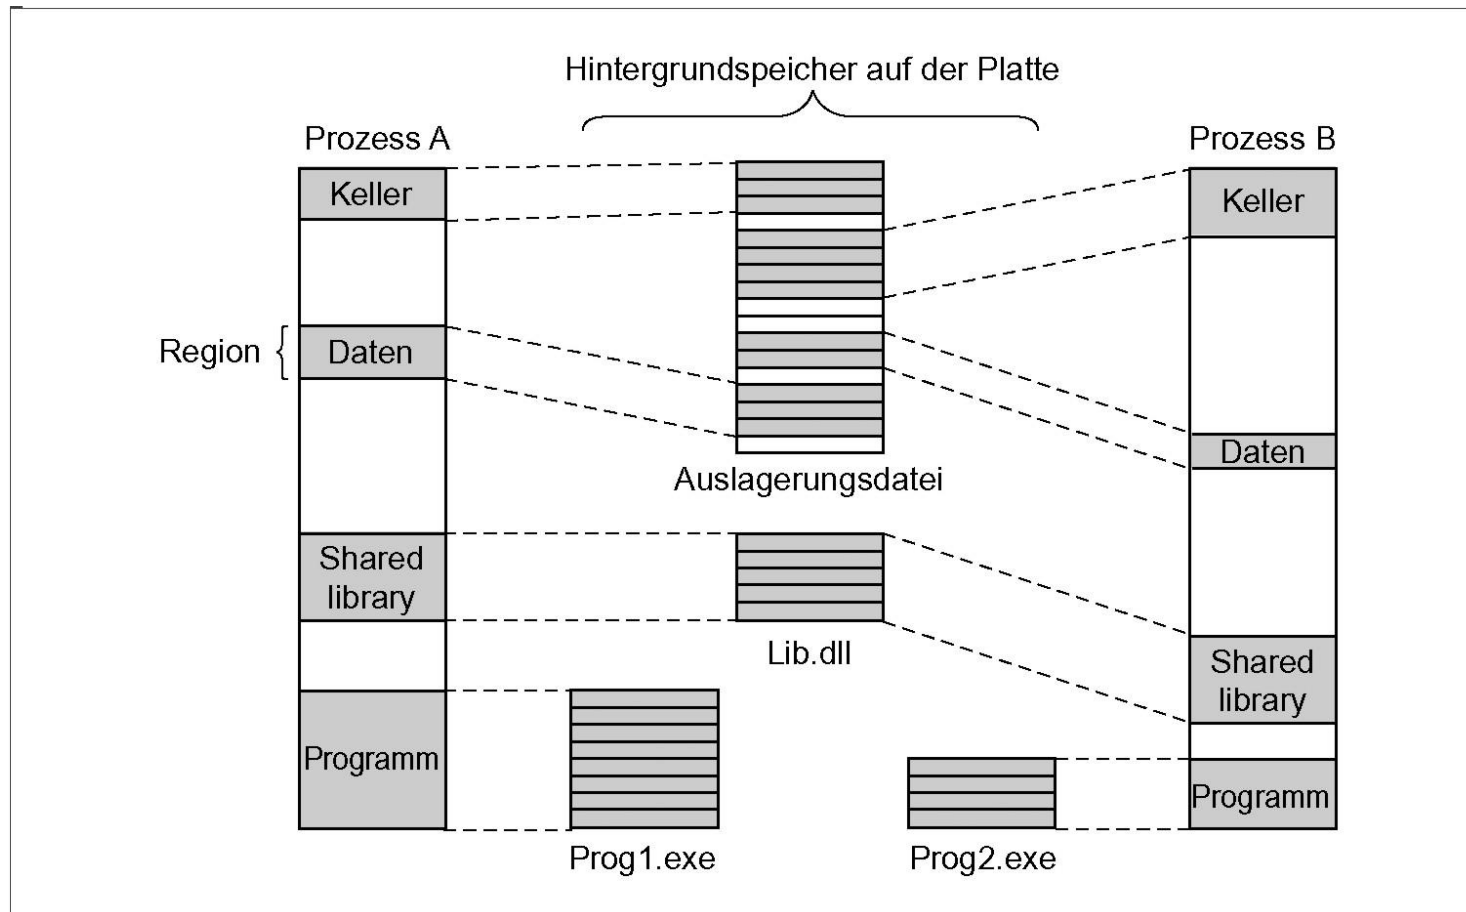 Hintergrundspeicher auf der Platte
Prozess A
Prozess B
Keller
Keller
Region
Daten
Daten
Auslagerungsdatei
Shared
library
Lib.dll
Shared
library
Programm
Programm
Prog1.exe
Prog2.exe